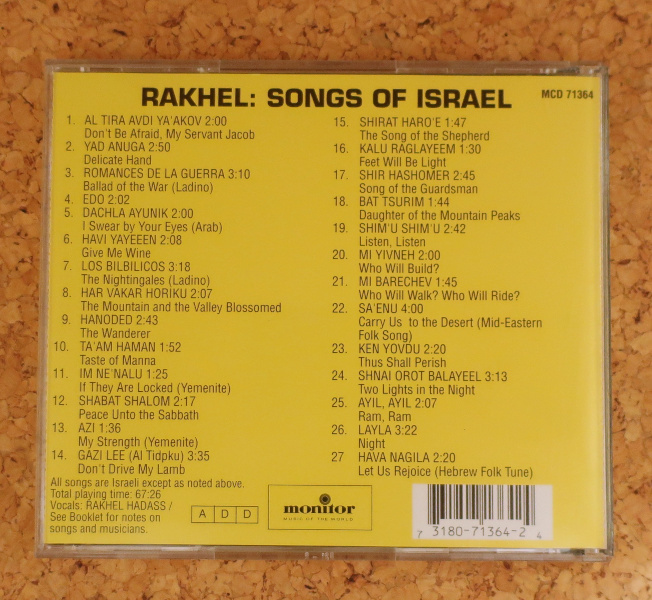 RAKHEL: SONGS OF ISRAEL
MCD 71364
1. AL TIRA AVDI YA'AKOV 2:00
Don't Be Afraid, My Servant Jacob
2. YAD ANUGA 2:50
Delicate Hand
3. ROMANCES DE LA GUERRA 3:10
Ballad of the War (Ladino)
4. EDO 2:02
5. DACHLA AYUNIK 2:00
I Swear by Your Eyes (Arab)
6. HAVI YAYEEEN 2:08
Give Me Wine
7. LOS BILBILICOS 3:18
The Nightingales (Ladino)
8. HAR VAKAR HORIKU 2:07
The Mountain and the Valley Blossomed
9. HANODED 2:43
The Wanderer
10. TA'AM HAMAN 1:52
Taste of Manna
11. IM NE'NALU 1:25
If They Are Locked (Yemenite)
12. SHABAT SHALOM 2:17
Peace Unto the Sabbath
13. AZI 1:36
My Strength (Yemenite)
14. GAZI LEE (Al Tidpku) 3:35
Don't Drive My Lamb
All songs are Israeli except as noted above.
Total playing time: 67:26
Vocals: RAKHEL HADASS /
See Booklet for notes on
songs and musicians.
15. SHIRAT HARO'E 1:47
The Song of the Shepherd
16. KALU RAGLAYEEM 1:30
Feet Will Be Light
17. SHIR HASHOMER 2:45
Song of the Guardsman
18. BAT TSURIM 1:44
Daughter of the Mountain Peaks
19. SHIM'U SHIM'U 2:42
Listen, Listen
20. MI YIVNEH 2:00
Who Will Build?
21. MI BARECHEV 1:45
Who Will Walk? Who Will Ride?
22. SA'ENU 4:00
Carry Us to the Desert (Mid-Eastern
Folk Song)
23. KEN YOVDU 2:20
Thus Shall Perish
24. SHNAI OROT BALAYEEL 3:13
Two Lights in the Night
25. AYIL, AYIL 2:07
Ram, Ram
26. LAYLA 3:22
Night
27 HAVA NAGILA 2:20
Let Us Rejoice (Hebrew Folk Tune)
A D D
monitor
MUSIC OF THE WORLD
7 3180-71364-2 4